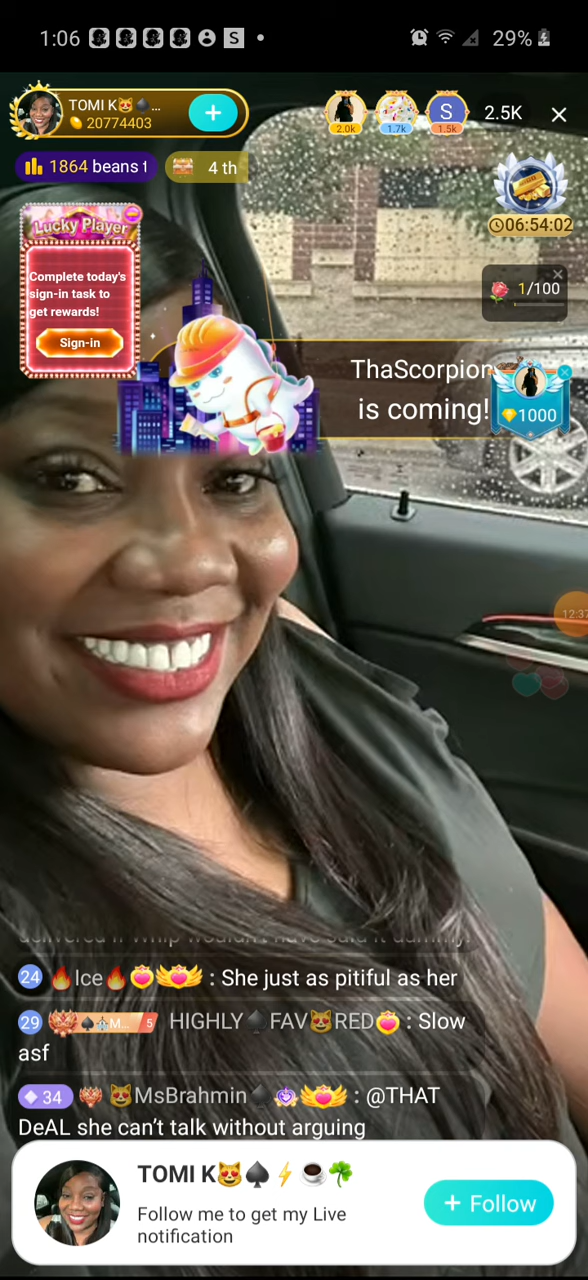 1:06 S 29%
TOMI K😻♠️...
20774403
+
2.0k 1.7k S 1.5k 2.5K ×
1864 beans t
4 th
06:54:02
Lucky Player
Complete today's
sign-in task to
get rewards!
Sign-in
1/100
ThaScorpion
is coming!
1000
12:37
24 🔥Ice🔥 : She just as pitiful as her
29 M... 5 HIGHLY♠️FAV😻RED : Slow
asf
34 😻MsBrahmin♠️ : @THAT
DeAL she can't talk without arguing
TOMI K😻♠️⚡☕🍀
Follow me to get my Live
notification
+ Follow